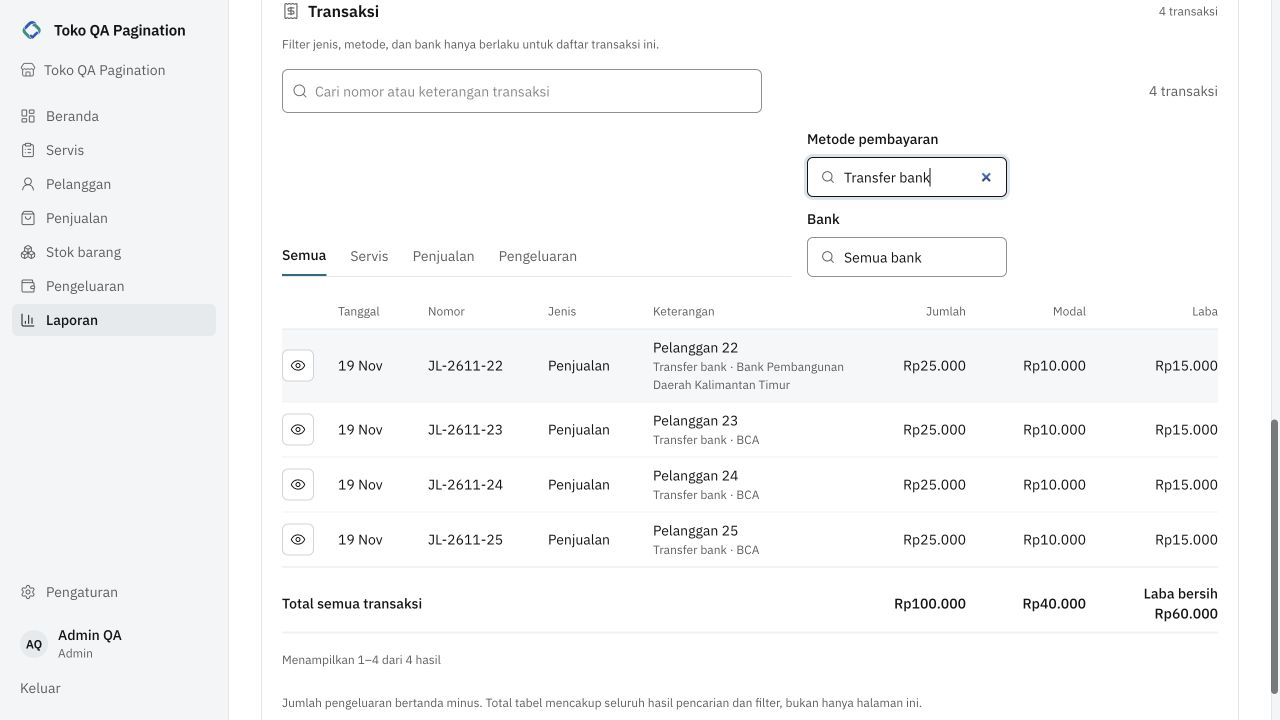 Toko QA Pagination
Toko QA Pagination
Beranda
Servis
Pelanggan
Penjualan
Stok barang
Pengeluaran
Laporan
Pengaturan
AQ
Admin QA
Admin
Keluar
Transaksi
4 transaksi
Filter jenis, metode, dan bank hanya berlaku untuk daftar transaksi ini.
Cari nomor atau keterangan transaksi
4 transaksi
Metode pembayaran
Transfer bank
Bank
Semua bank
Semua Servis Penjualan Pengeluaran
Tanggal Nomor Jenis Keterangan Jumlah Modal Laba
19 Nov JL-2611-22 Penjualan Pelanggan 22 Rp25.000 Rp10.000 Rp15.000
Transfer bank · Bank Pembangunan
Daerah Kalimantan Timur
19 Nov JL-2611-23 Penjualan Pelanggan 23 Rp25.000 Rp10.000 Rp15.000
Transfer bank · BCA
19 Nov JL-2611-24 Penjualan Pelanggan 24 Rp25.000 Rp10.000 Rp15.000
Transfer bank · BCA
19 Nov JL-2611-25 Penjualan Pelanggan 25 Rp25.000 Rp10.000 Rp15.000
Transfer bank · BCA
Total semua transaksi Rp100.000 Rp40.000 Laba bersih
Rp60.000
Menampilkan 1–4 dari 4 hasil
Jumlah pengeluaran bertanda minus. Total tabel mencakup seluruh hasil pencarian dan filter, bukan hanya halaman ini.